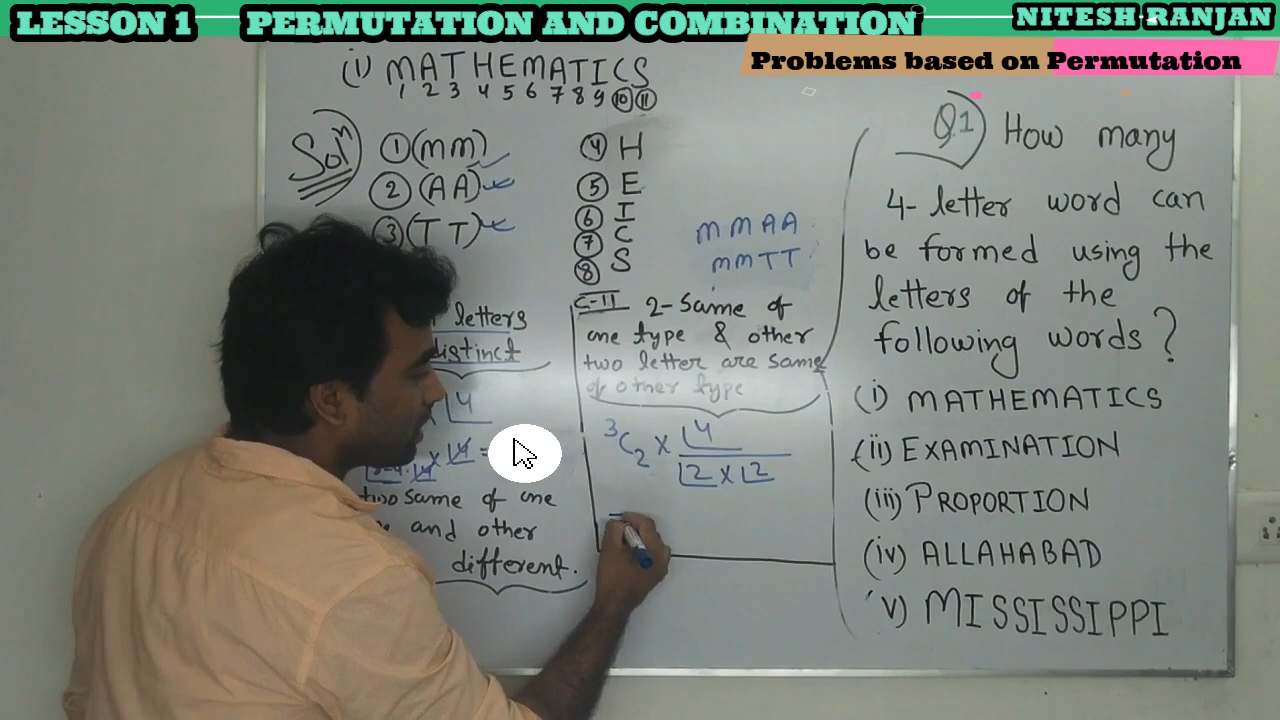 LESSON 1 PERMUTATION AND COMBINATION NITESH RANJAN
Problems based on Permutation
(i) MATHEMATICS
1 2 3 4 5 6 7 8 9 10 11
Solⁿ
① (MM)
② (AA)
③ (TT)
④ H
⑤ E
⑥ I
⑦ C
⑧ S
MMAA
MMTT
letters
distinct
4
two same of one
and other
different.
C-II 2-Same of
one type & other
two letter are same
of other type
³C₂ × |4
|2 × |2
=
Q.1 How many
4-letter word can
be formed using the
letters of the
following words?
(i) MATHEMATICS
(ii) EXAMINATION
(iii) PROPORTION
(iv) ALLAHABAD
v) MISSISSIPPI